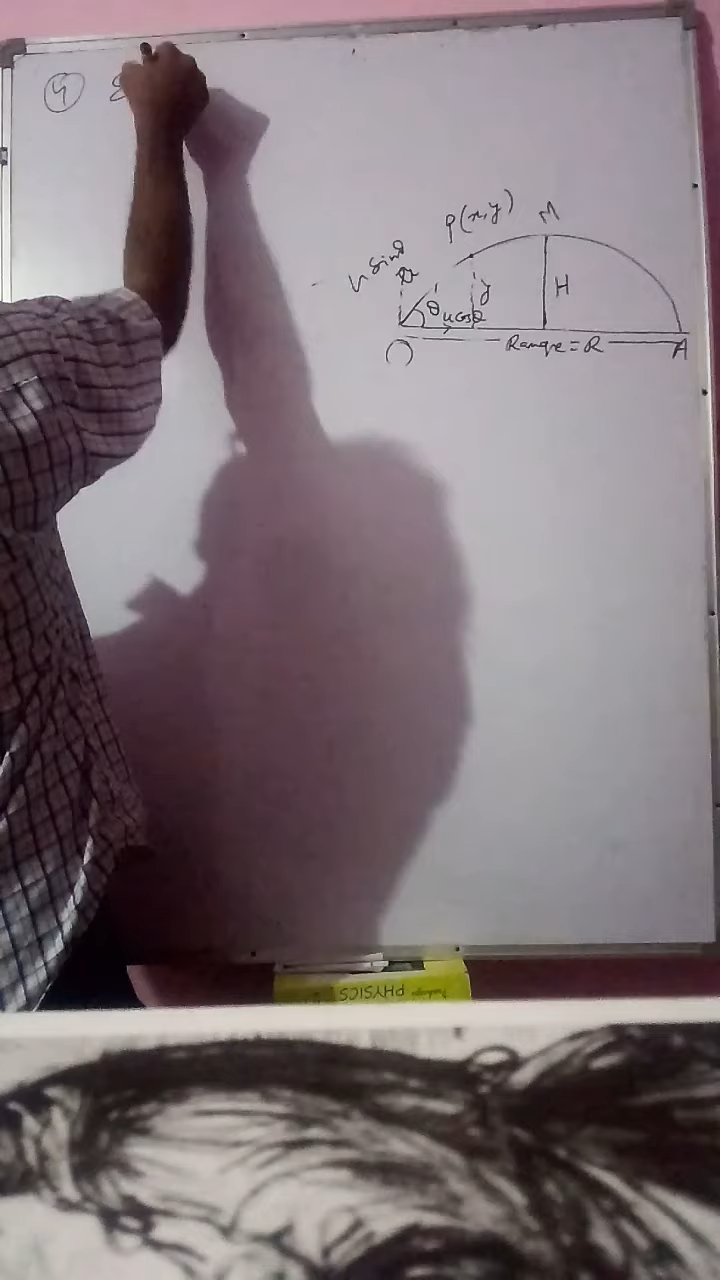 ④ E
P(x,y) M
u sinθ
θ u cosθ y H
O Range = R A
PHYSICS